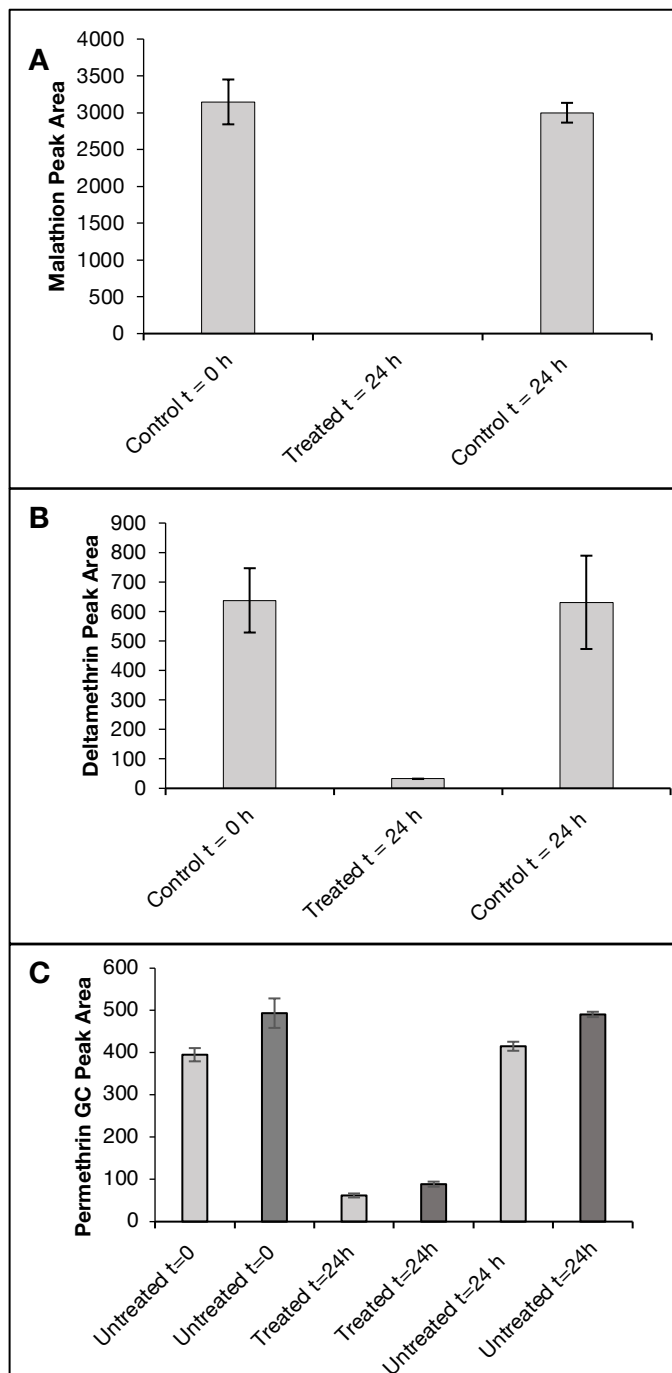 A
Malathion Peak Area
4000
3500
3000
2500
2000
1500
1000
500
0
Control t = 0 h
Treated t = 24 h
Control t = 24 h
B
Deltamethrin Peak Area
900
800
700
600
500
400
300
200
100
0
Control t = 0 h
Treated t = 24 h
Control t = 24 h
C
Permethrin GC Peak Area
600
500
400
300
200
100
0
Untreated t=0
Untreated t=0
Treated t=24h
Treated t=24h
Untreated t=24 h
Untreated t=24h